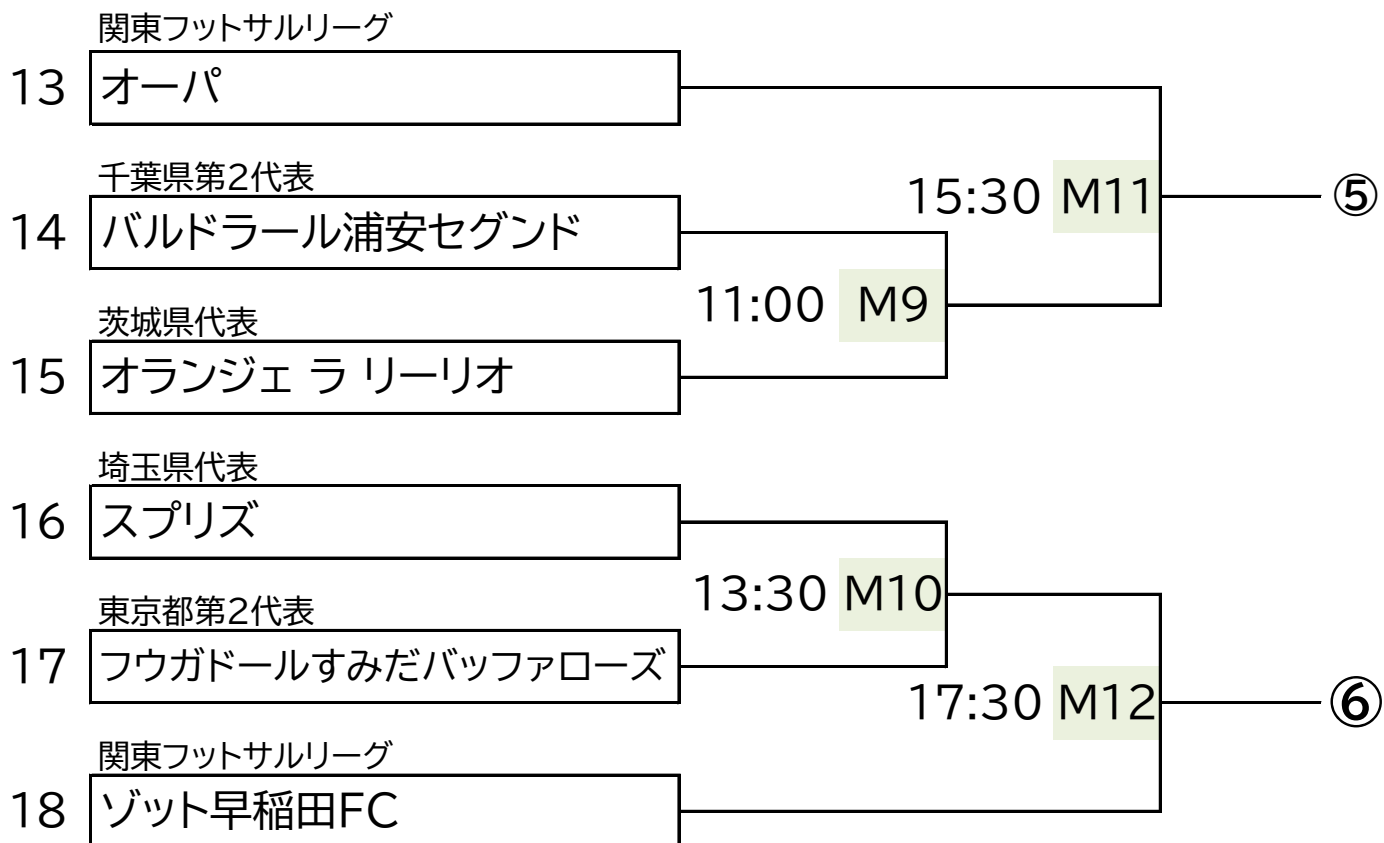 関東フットサルリーグ
13 オーパ
千葉県第2代表
15:30 M11 ⑤
14 バルドラール浦安セグンド
11:00 M9
茨城県代表
15 オランジェ ラ リーリオ
埼玉県代表
16 スプリズ
13:30 M10
東京都第2代表
17 フウガドールすみだバッファローズ
17:30 M12 ⑥
関東フットサルリーグ
18 ゾット早稲田FC